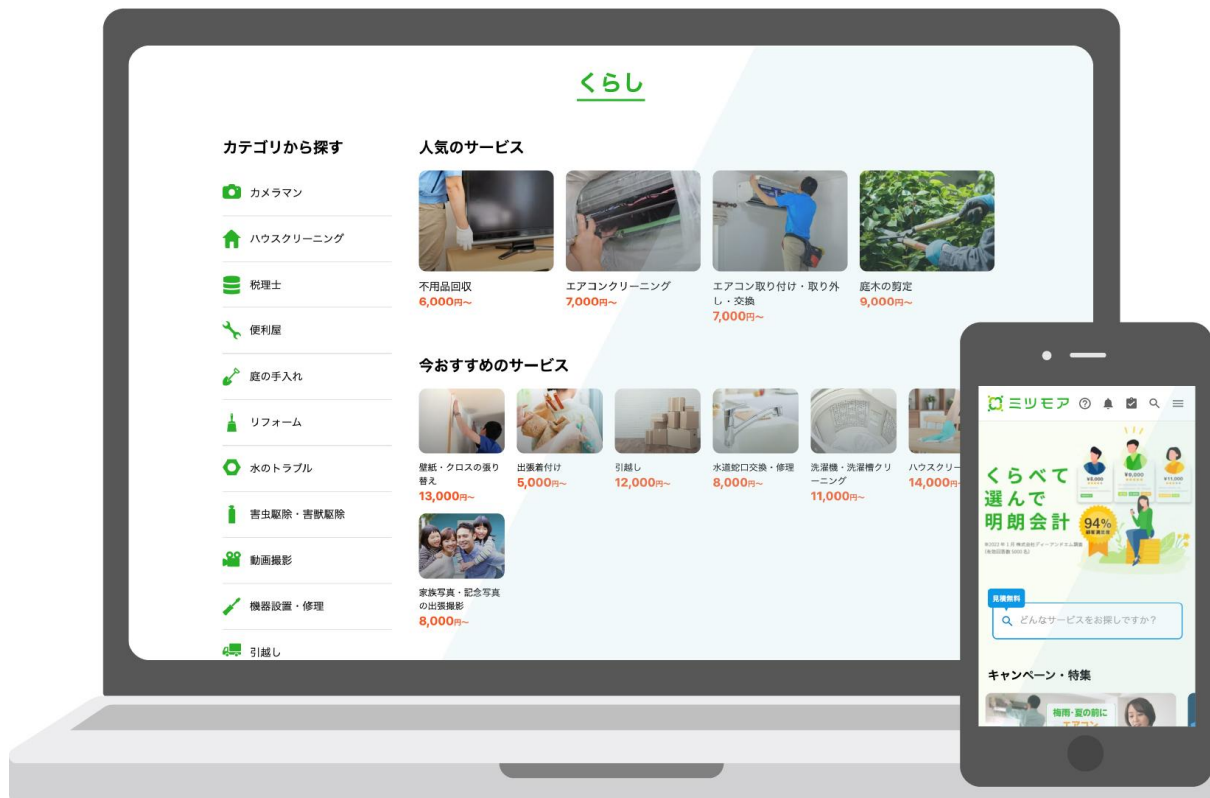 くらし
カテゴリから探す
カメラマン
ハウスクリーニング
税理士
便利屋
庭の手入れ
リフォーム
水のトラブル
害虫駆除・害獣駆除
動画撮影
機器設置・修理
引越し
人気のサービス
不用品回収
6,000円〜
エアコンクリーニング
7,000円〜
エアコン取り付け・取り外
し・交換
7,000円〜
庭木の剪定
9,000円〜
今おすすめのサービス
壁紙・クロスの張り
替え
13,000円〜
出張着付け
5,000円〜
引越し
12,000円〜
水道蛇口交換・修理
8,000円〜
洗濯機・洗濯槽クリ
ーニング
11,000円〜
ハウスクリー
14,000円
家族写真・記念写真
の出張撮影
8,000円〜
ミツモア
くらべて
選んで
明朗会計
¥8,000
¥9,000
¥11,000
94%
顧客満足度
見積無料
どんなサービスをお探しですか？
キャンペーン・特集
梅雨・夏の前に
エアコン